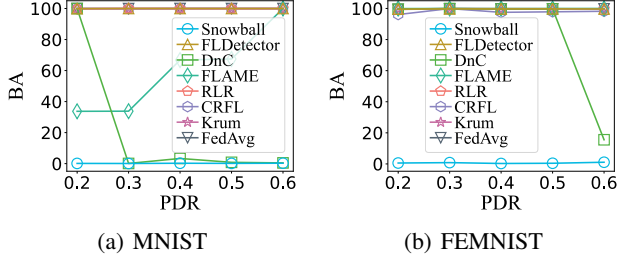 100
80
60
40
20
0
BA
Snowball
FLDetector
DnC
FLAME
RLR
CRFL
Krum
FedAvg
0.2 0.3 0.4 0.5 0.6
PDR
(a) MNIST
100
80
60
40
20
0
BA
Snowball
FLDetector
DnC
FLAME
RLR
CRFL
Krum
FedAvg
0.2 0.3 0.4 0.5 0.6
PDR
(b) FEMNIST